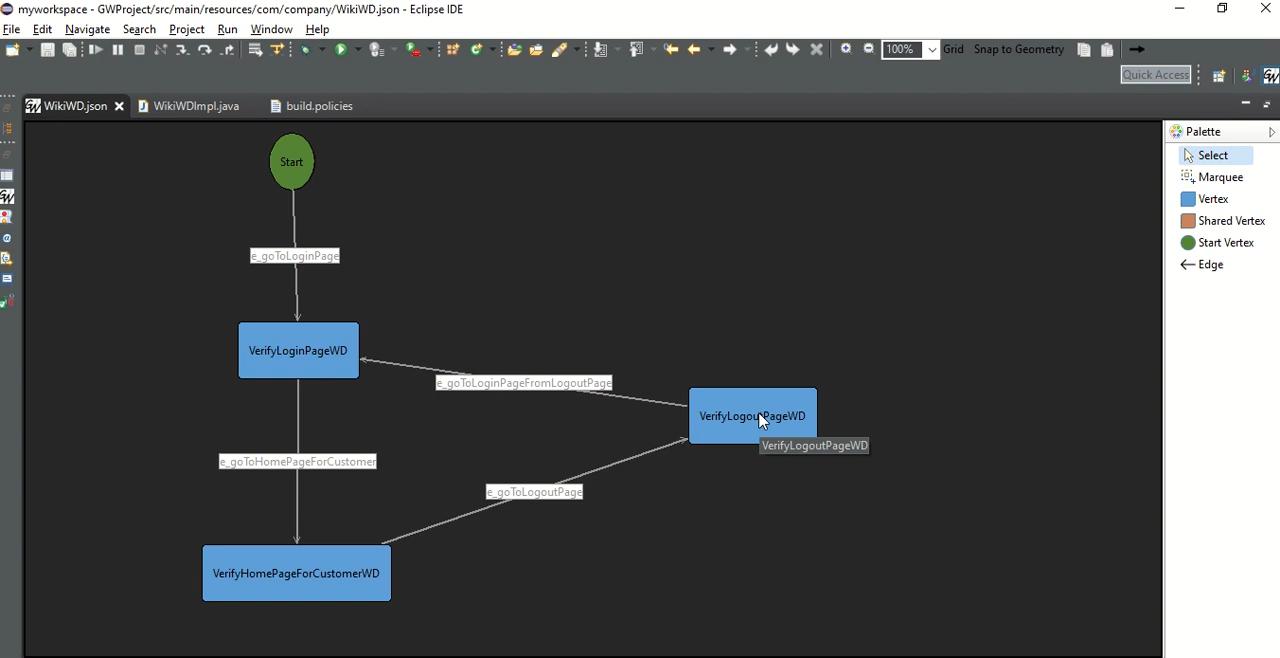 myworkspace - GWProject/src/main/resources/com/company/WikiWD.json - Eclipse IDE
File Edit Navigate Search Project Run Window Help
100% Grid Snap to Geometry
Quick Access
GW WikiWD.json WikiWDImpl.java build.policies
Palette
Select
Marquee
Vertex
Shared Vertex
Start Vertex
Edge
Start
e_goToLoginPage
VerifyLoginPageWD
e_goToLoginPageFromLogoutPage
VerifyLogoutPageWD
VerifyLogoutPageWD
e_goToHomePageForCustomer
e_goToLogoutPage
VerifyHomePageForCustomerWD